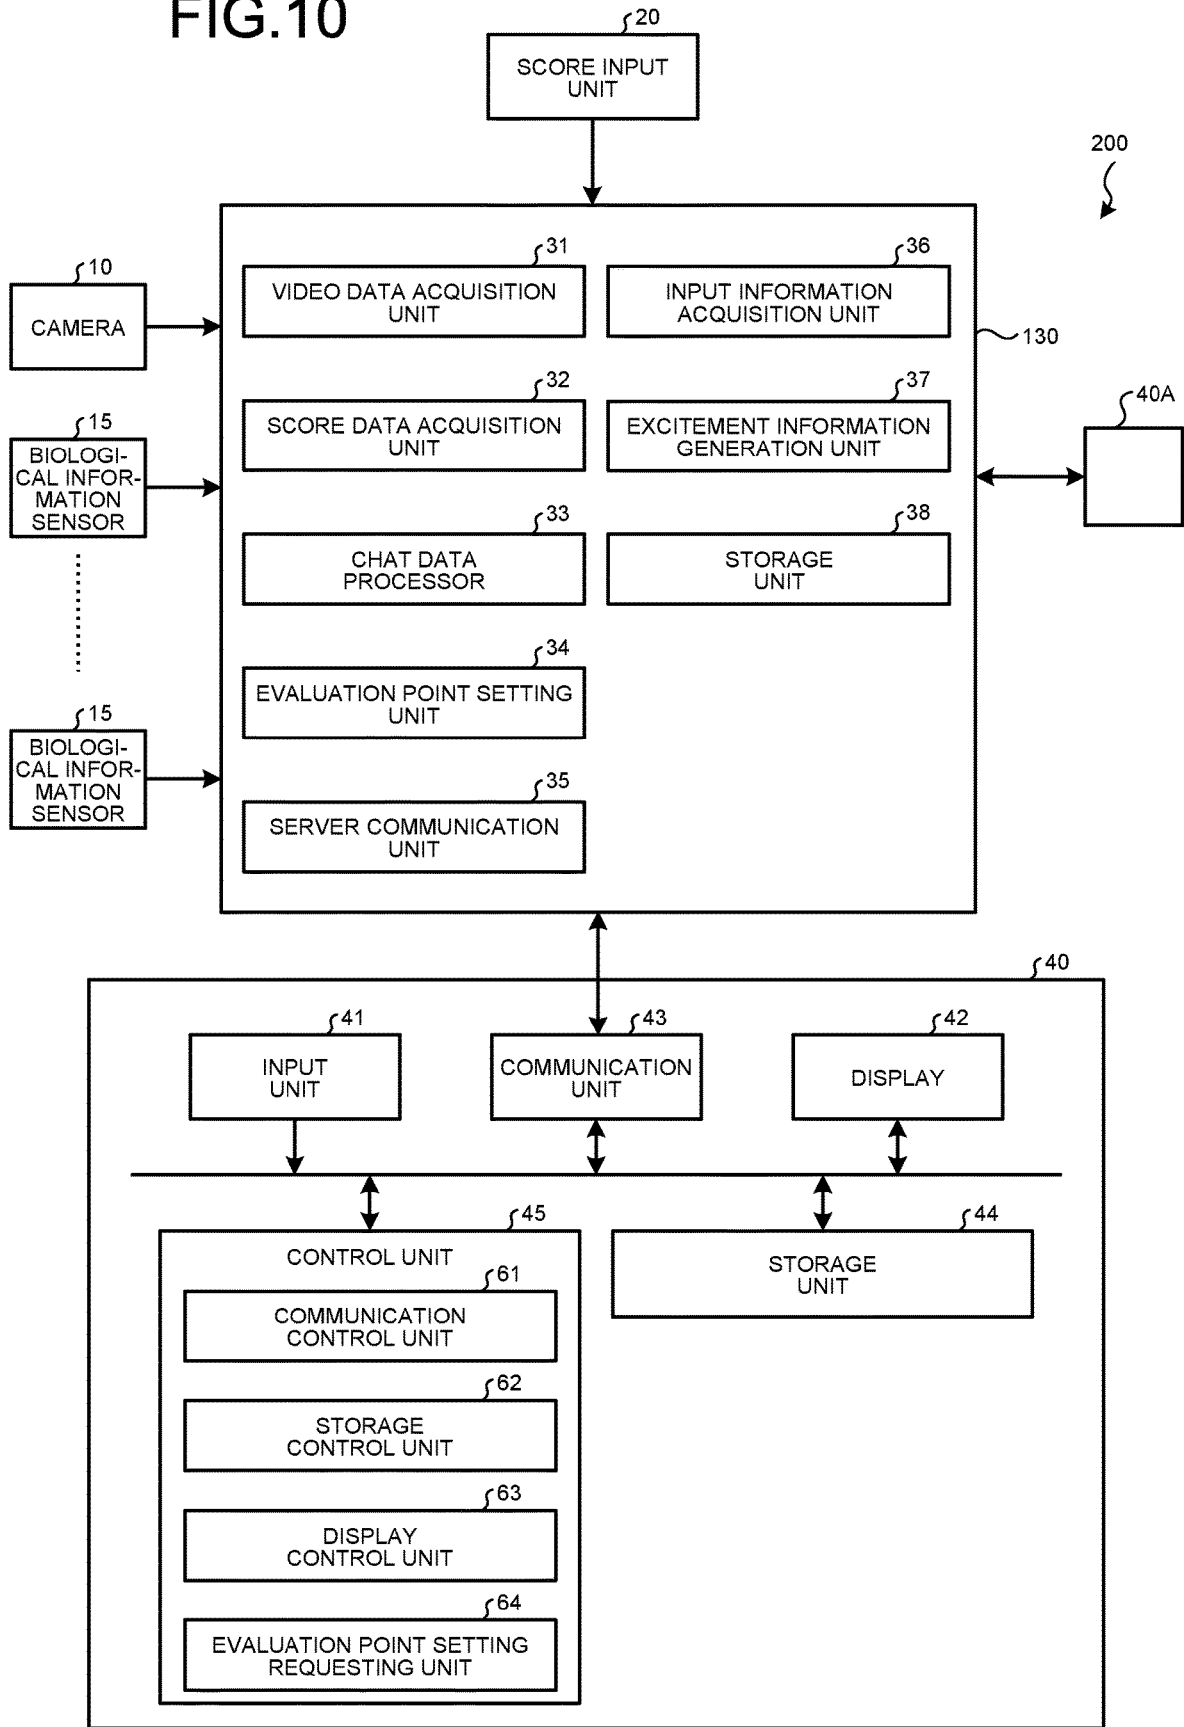 FIG.10
20
SCORE INPUT
UNIT
200
10
CAMERA
15
BIOLOGI-
CAL INFOR-
MATION
SENSOR
15
BIOLOGI-
CAL INFOR-
MATION
SENSOR
130
31
VIDEO DATA ACQUISITION
UNIT
36
INPUT INFORMATION
ACQUISITION UNIT
32
SCORE DATA ACQUISITION
UNIT
37
EXCITEMENT INFORMATION
GENERATION UNIT
33
CHAT DATA
PROCESSOR
38
STORAGE
UNIT
34
EVALUATION POINT SETTING
UNIT
35
SERVER COMMUNICATION
UNIT
40A
40
41
INPUT
UNIT
43
COMMUNICATION
UNIT
42
DISPLAY
45
CONTROL UNIT
44
STORAGE
UNIT
61
COMMUNICATION
CONTROL UNIT
62
STORAGE
CONTROL UNIT
63
DISPLAY
CONTROL UNIT
64
EVALUATION POINT SETTING
REQUESTING UNIT